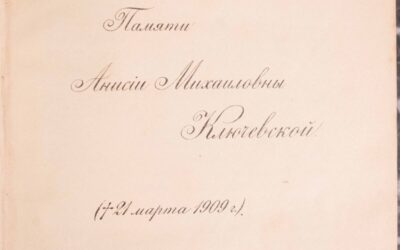 Памяти
Анисіи Михаиловны
Ключевской
(†21 марта 1909 г.).